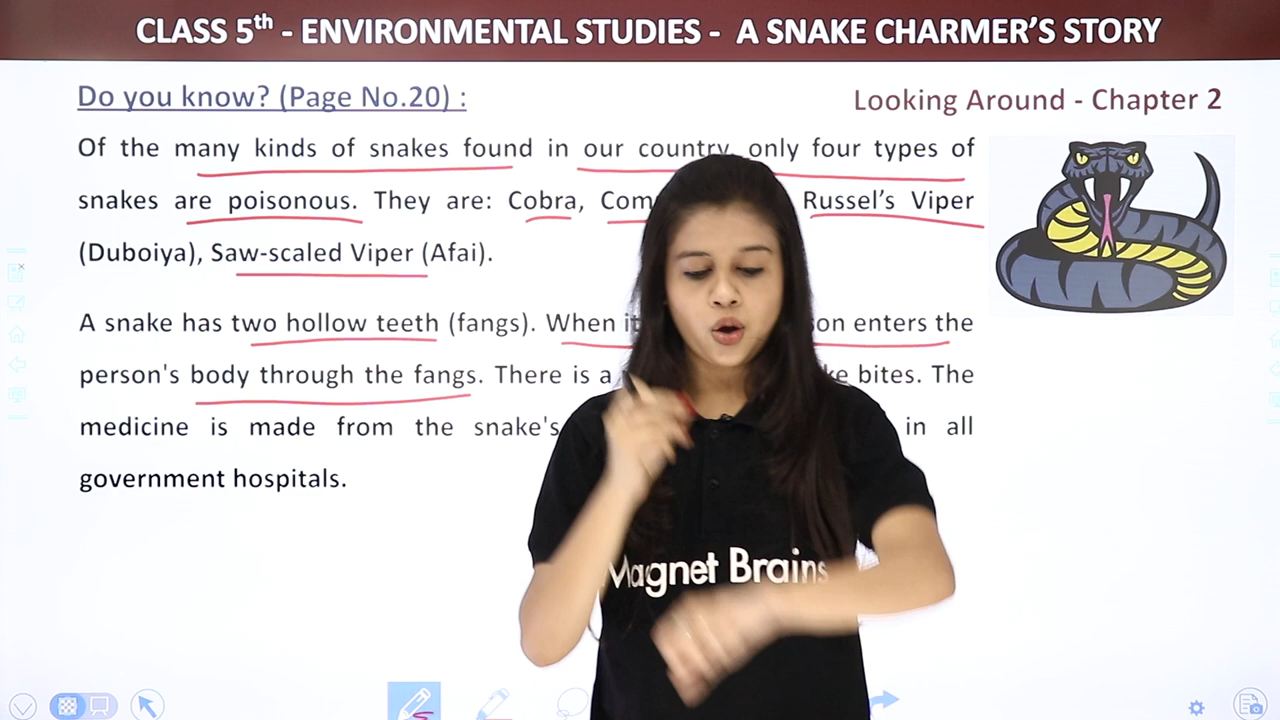 CLASS 5th - ENVIRONMENTAL STUDIES - A SNAKE CHARMER'S STORY
Do you know? (Page No.20) :
Looking Around - Chapter 2
Of the many kinds of snakes found in our country, only four types of
snakes are poisonous. They are: Cobra, Com Russel's Viper
(Duboiya), Saw-scaled Viper (Afai).
A snake has two hollow teeth (fangs). When it son enters the
person's body through the fangs. There is a ke bites. The
medicine is made from the snake's in all
government hospitals.
Magnet Brains